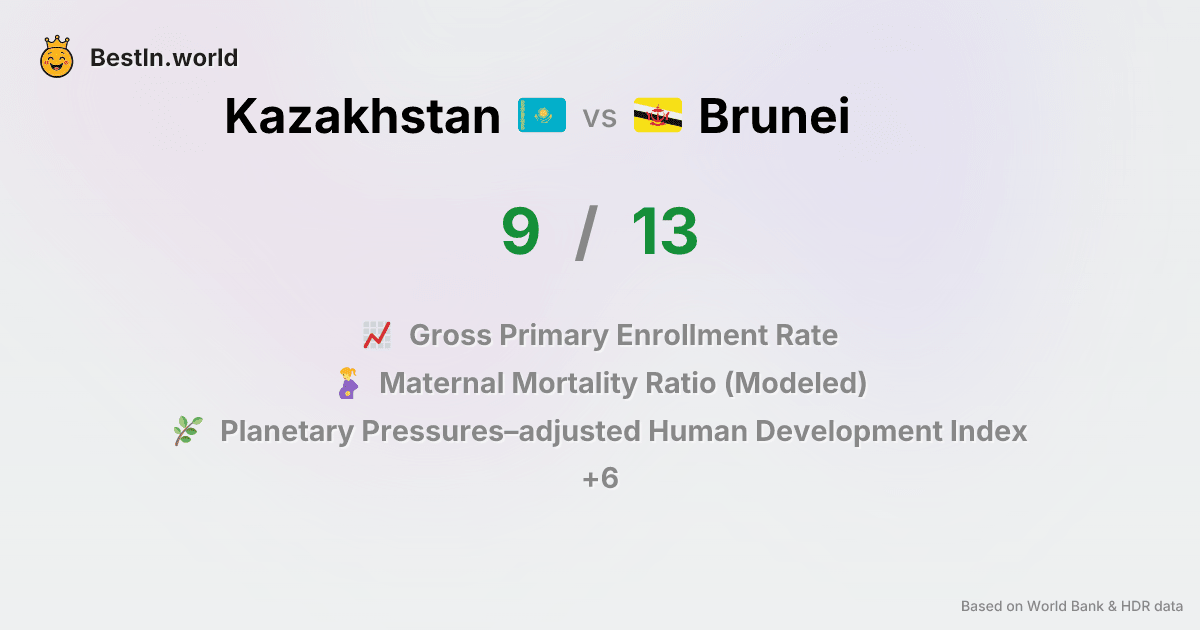 BestIn.world
Kazakhstan vs Brunei
9 / 13
Gross Primary Enrollment Rate
Maternal Mortality Ratio (Modeled)
Planetary Pressures–adjusted Human Development Index
+6
Based on World Bank & HDR data